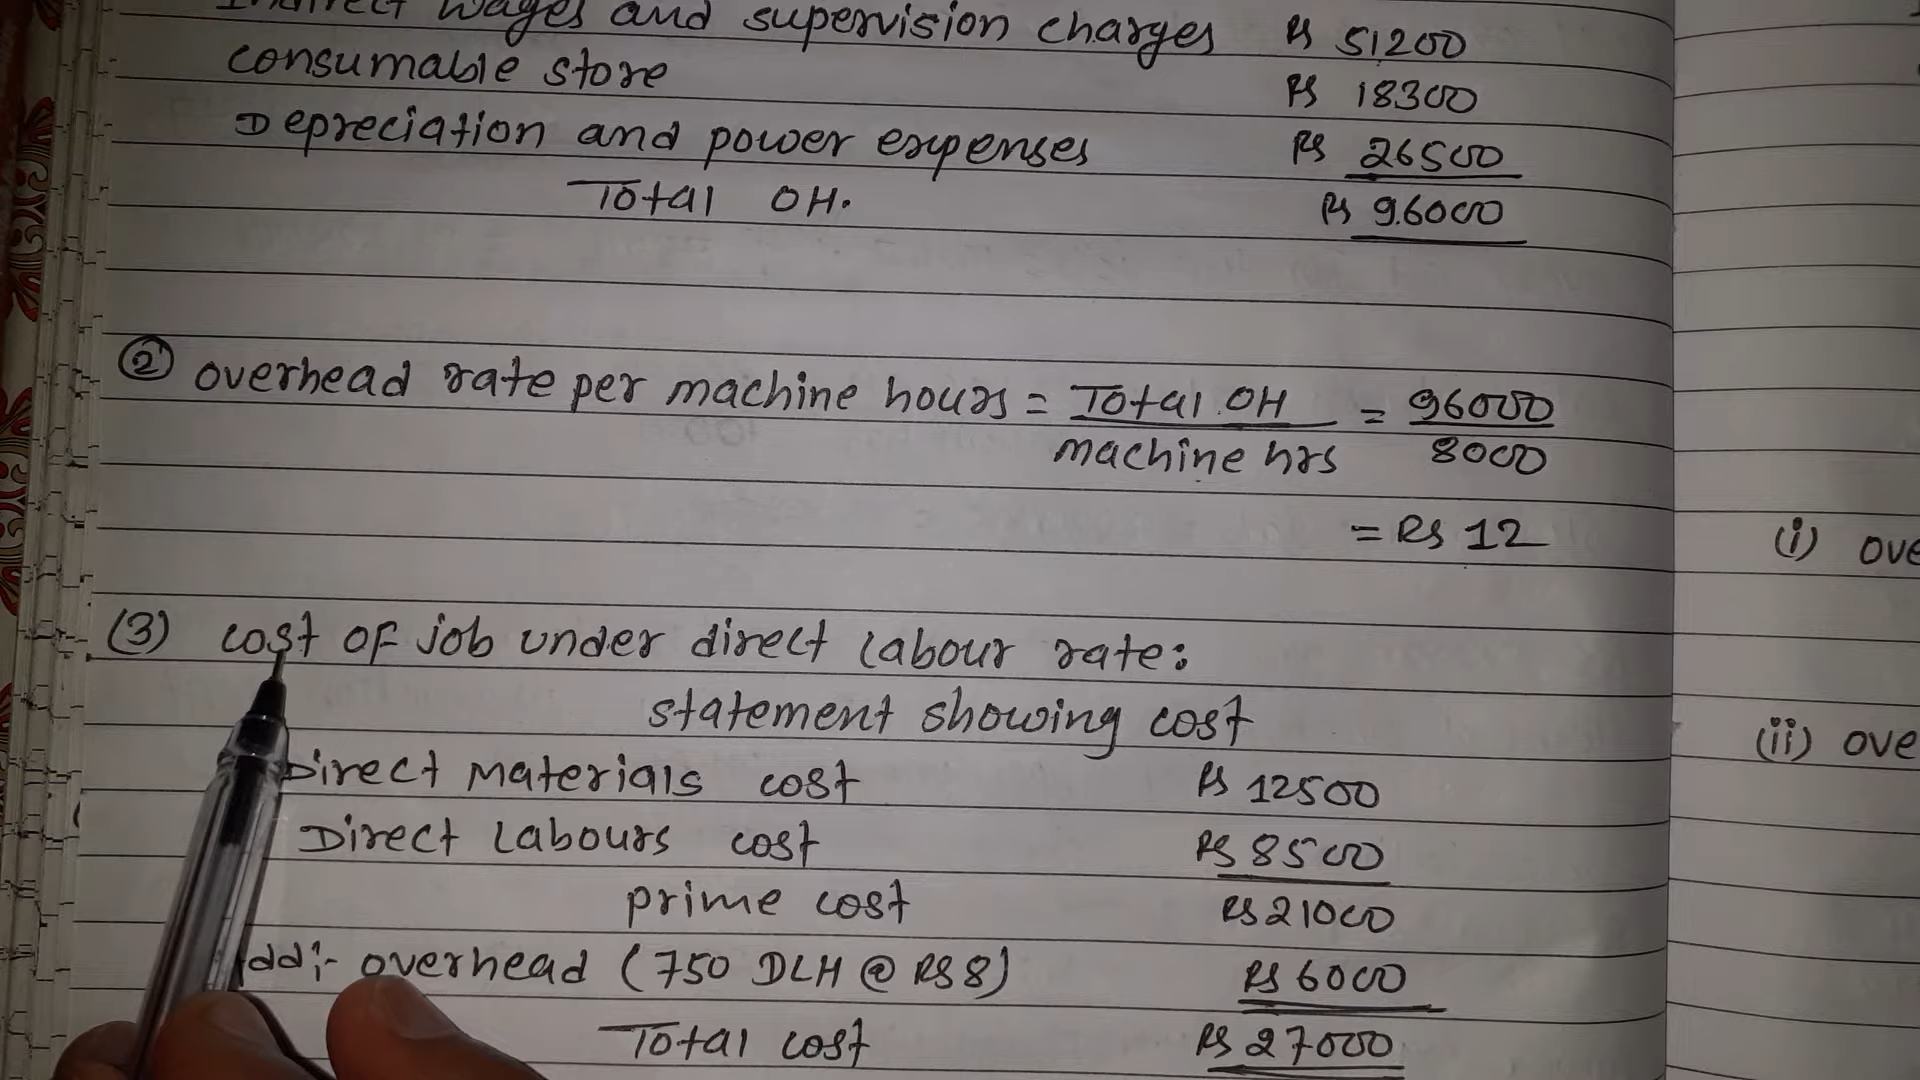 Indirect wages and supervision charges Rs 51200
consumable store Rs 18300
Depreciation and power expenses Rs 26500
Total OH. Rs 96000
② overhead rate per machine hours = Total OH / machine hrs = 96000 / 8000
= Rs 12
(3) cost of job under direct labour rate:
statement showing cost
Direct materials cost Rs 12500
Direct Labours cost Rs 8500
prime cost Rs 21000
Add:- overhead (750 DLH @ RS 8) Rs 6000
Total cost Rs 27000
(i) ove
(ii) ove